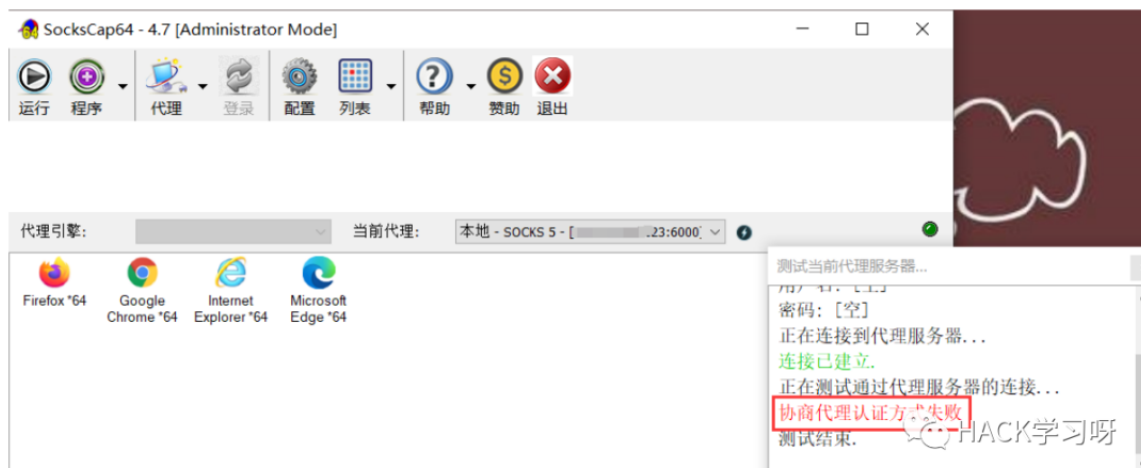 SocksCap64 - 4.7 [Administrator Mode]
运行 程序 代理 登录 配置 列表 帮助 赞助 退出
代理引擎: 当前代理: 本地 - SOCKS 5 - [ .23:6000]
Firefox *64
Google Chrome *64
Internet Explorer *64
Microsoft Edge *64
测试当前代理服务器...
密码: [空]
正在连接到代理服务器...
连接已建立.
正在测试通过代理服务器的连接...
协商代理认证方式失败
测试结束.
HACK学习呀